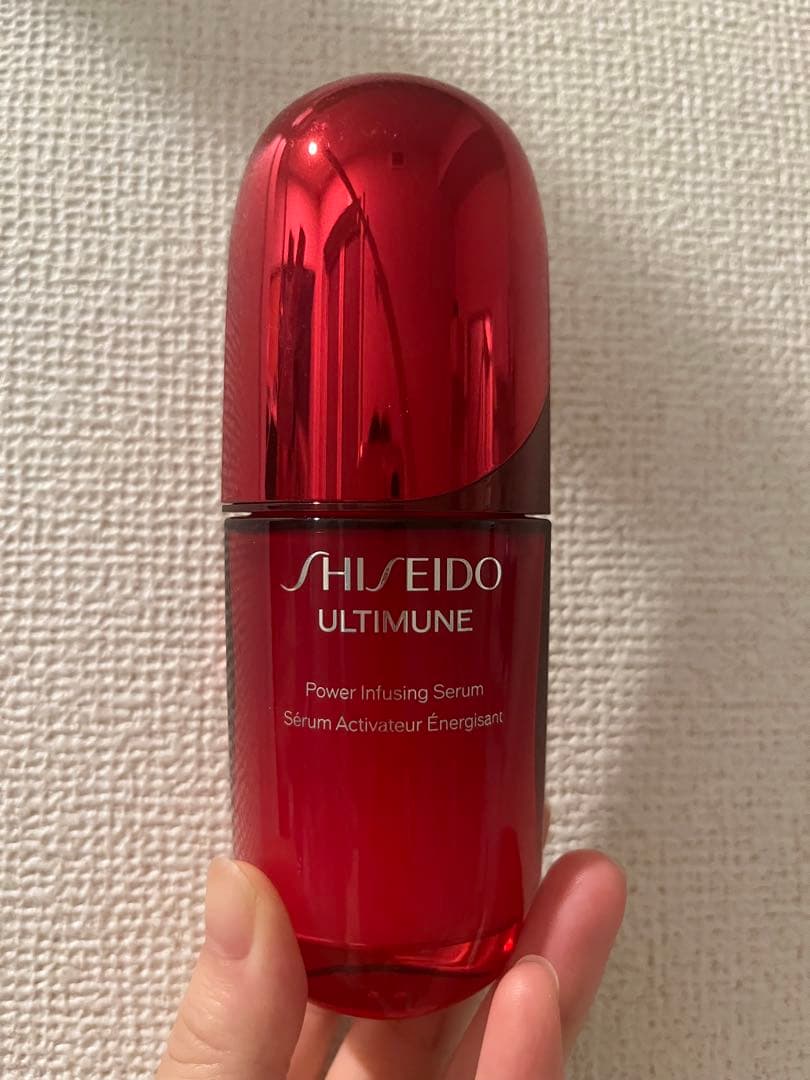 SHISEIDO
ULTIMUNE
Power Infusing Serum
Sérum Activateur Énergisant